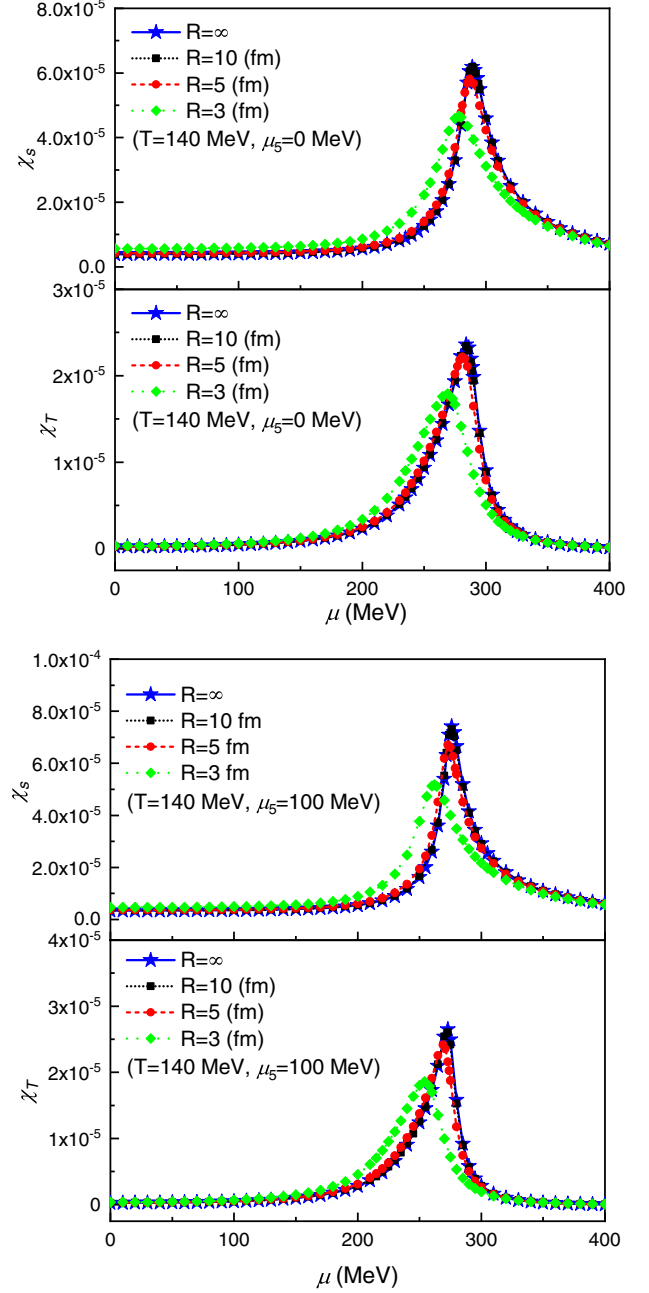 8.0x10⁻⁵
6.0x10⁻⁵
4.0x10⁻⁵
2.0x10⁻⁵
0.0
χₛ
R=∞
R=10 (fm)
R=5 (fm)
R=3 (fm)
(T=140 MeV, μ₅=0 MeV)
3x10⁻⁵
2x10⁻⁵
1x10⁻⁵
0
χ_T
R=∞
R=10 (fm)
R=5 (fm)
R=3 (fm)
(T=140 MeV, μ₅=0 MeV)
0 100 200 300 400
μ (MeV)
1.0x10⁻⁴
8.0x10⁻⁵
6.0x10⁻⁵
4.0x10⁻⁵
2.0x10⁻⁵
0.0
χₛ
R=∞
R=10 fm
R=5 fm
R=3 fm
(T=140 MeV, μ₅=100 MeV)
4x10⁻⁵
3x10⁻⁵
2x10⁻⁵
1x10⁻⁵
0
χ_T
R=∞
R=10 (fm)
R=5 (fm)
R=3 (fm)
(T=140 MeV, μ₅=100 MeV)
0 100 200 300 400
μ (MeV)